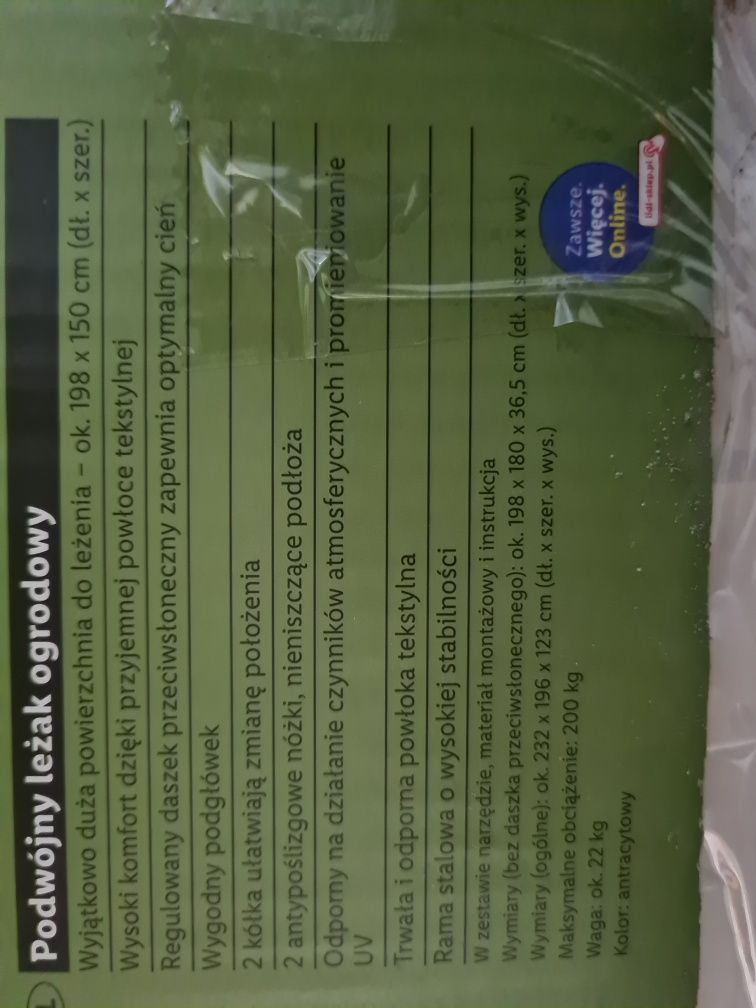 L
Podwójny leżak ogrodowy
Wyjątkowo duża powierzchnia do leżenia – ok. 198 x 150 cm (dł. x szer.)
Wysoki komfort dzięki przyjemnej powłoce tekstylnej
Regulowany daszek przeciwsłoneczny zapewnia optymalny cień
Wygodny podgłówek
2 kółka ułatwiają zmianę położenia
2 antypoślizgowe nóżki, nieniszczące podłoża
Odporny na działanie czynników atmosferycznych i promieniowanie
UV
Trwała i odporna powłoka tekstylna
Rama stalowa o wysokiej stabilności
W zestawie narzędzie, materiał montażowy i instrukcja
Wymiary (bez daszka przeciwsłonecznego): ok. 198 x 180 x 36,5 cm (dł. x szer. x wys.)
Wymiary (ogólne): ok. 232 x 196 x 123 cm (dł. x szer. x wys.)
Maksymalne obciążenie: 200 kg
Waga: ok. 22 kg
Kolor: antracytowy
Zawsze.
Więcej.
Online.
lidl-sklep.pl